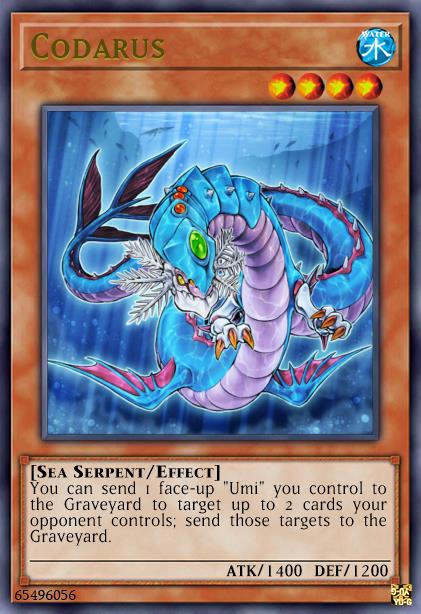 CODARUS
WATER
水
[SEA SERPENT/EFFECT]
You can send 1 face-up "Umi" you control to
the Graveyard to target up to 2 cards your
opponent controls; send those targets to the
Graveyard.
ATK/1400 DEF/1200
65496056